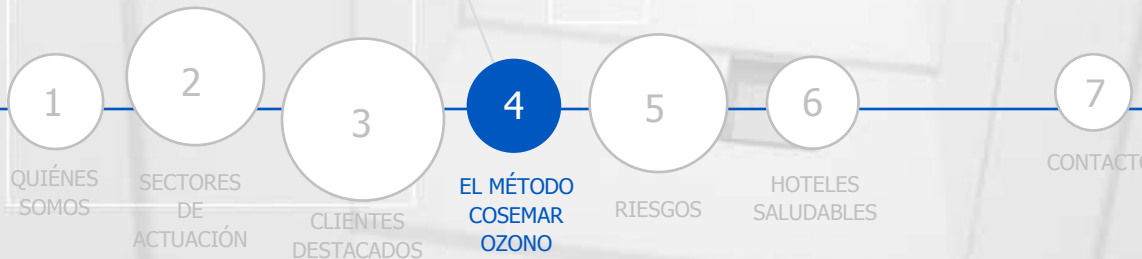 1
QUIÉNES
SOMOS
2
SECTORES
DE
ACTUACIÓN
3
CLIENTES
DESTACADOS
4
EL MÉTODO
COSEMAR
OZONO
5
RIESGOS
6
HOTELES
SALUDABLES
7
CONTACTO